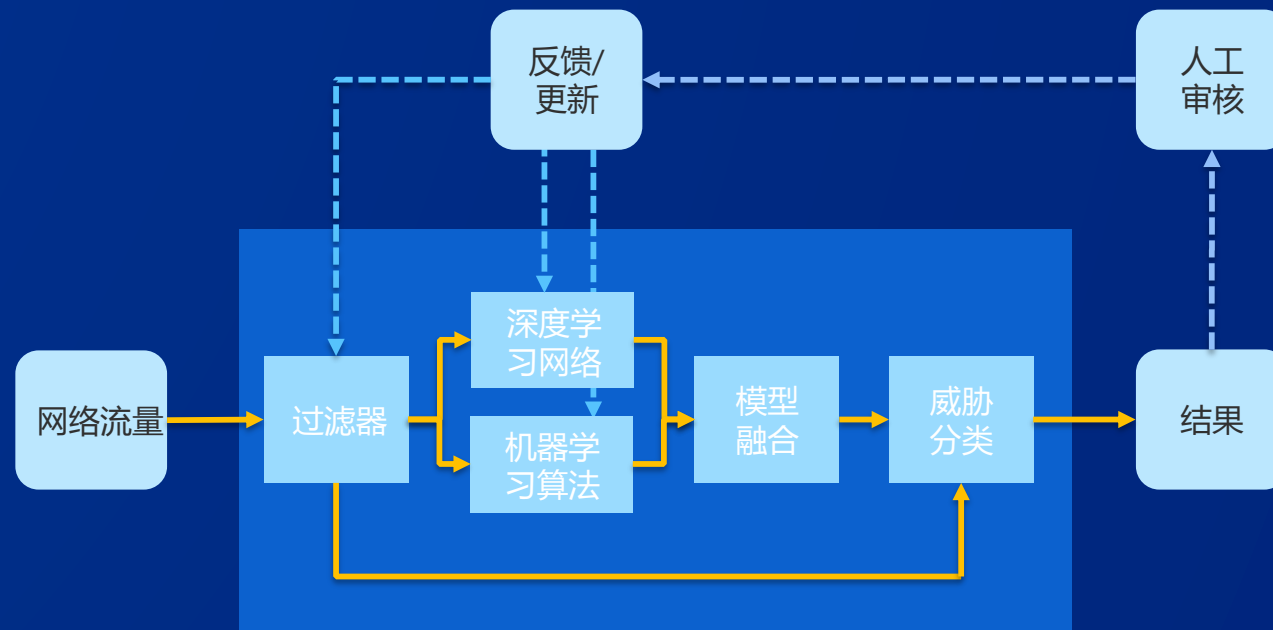 反馈/
更新
人工
审核
深度学
习网络
网络流量
过滤器
机器学
习算法
模型
融合
威胁
分类
结果